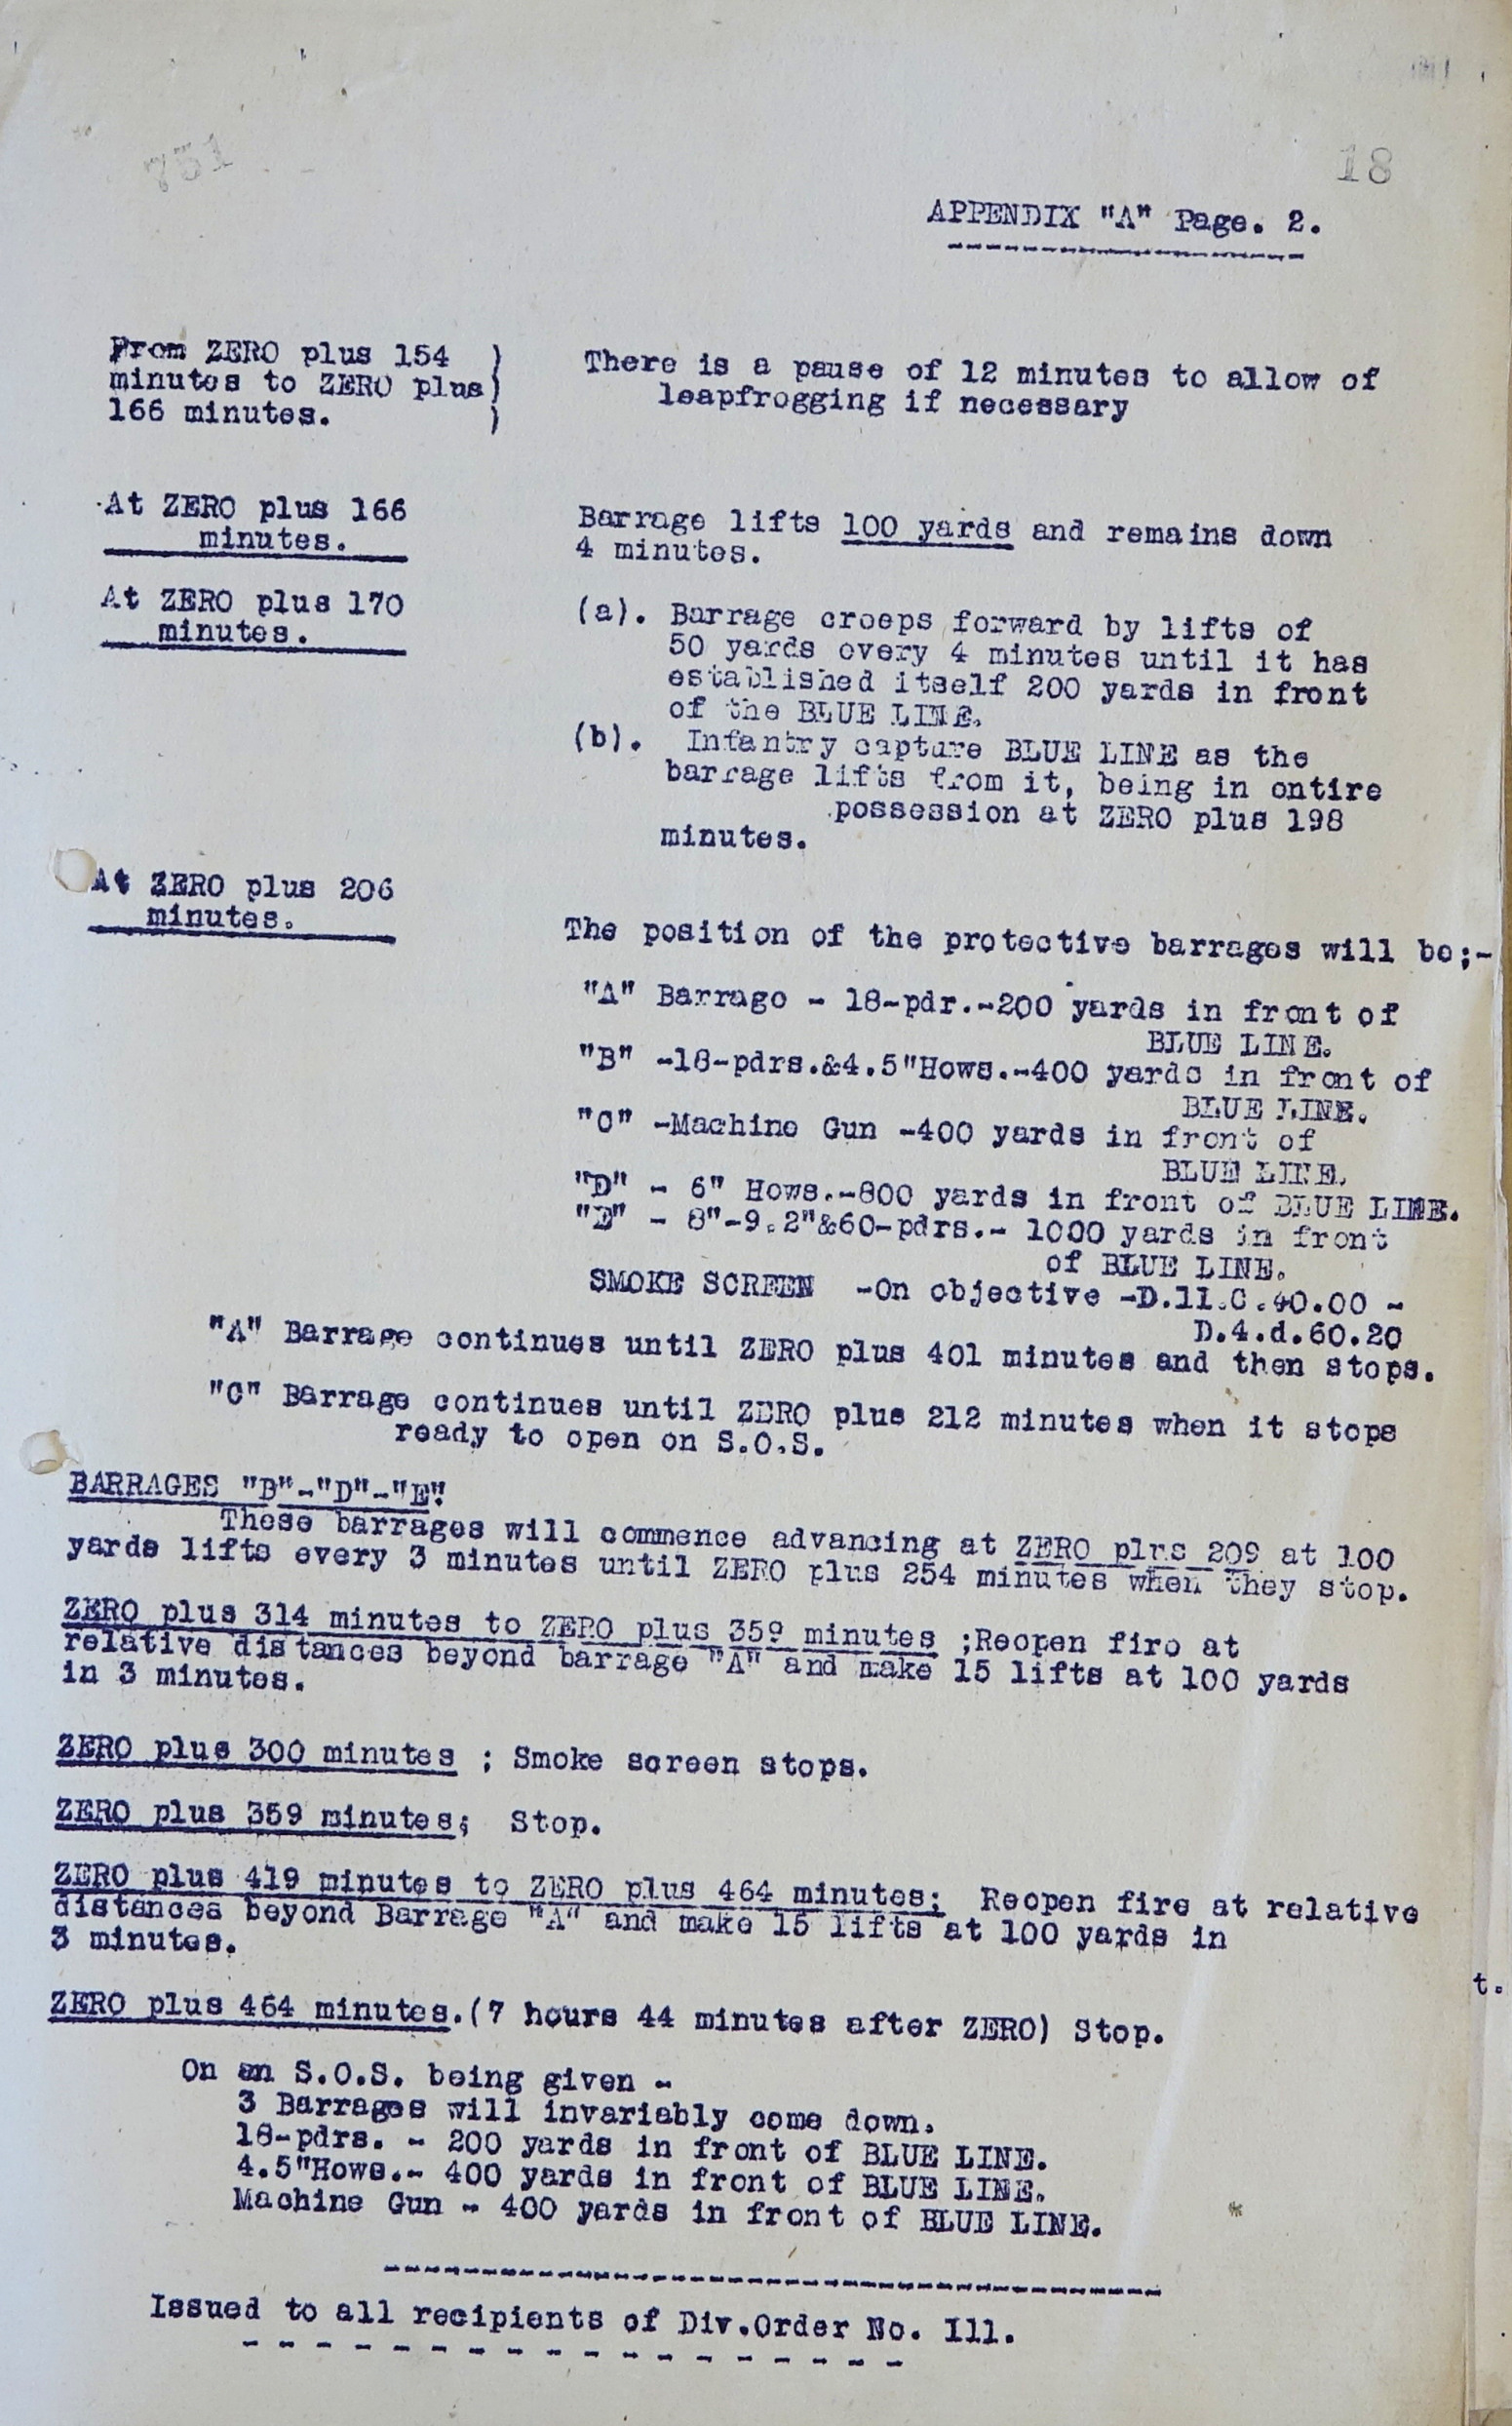 751
18
APPENDIX "A" Page. 2.
From ZERO plus 154 )
minutes to ZERO plus)
166 minutes. )
There is a pause of 12 minutes to allow of
leapfrogging if necessary
At ZERO plus 166
minutes.
Barrage lifts 100 yards and remains down
4 minutes.
At ZERO plus 170
minutes.
(a). Barrage creeps forward by lifts of
50 yards every 4 minutes until it has
established itself 200 yards in front
of the BLUE LINE.
(b). Infantry capture BLUE LINE as the
barrage lifts from it, being in entire
possession at ZERO plus 198
minutes.
At ZERO plus 206
minutes.
The position of the protective barrages will be;-
"A" Barrage - 18-pdr.-200 yards in front of
BLUE LINE.
"B" -18-pdrs.&4.5"Hows.-400 yards in front of
BLUE LINE.
"C" -Machine Gun -400 yards in front of
BLUE LINE.
"D" - 6" Hows.-800 yards in front of BLUE LINE.
"E" - 8"-9.2"&60-pdrs.- 1000 yards in front
of BLUE LINE.
SMOKE SCREEN -On objective -D.11.C.40.00 -
D.4.d.60.20
"A" Barrage continues until ZERO plus 401 minutes and then stops.
"C" Barrage continues until ZERO plus 212 minutes when it stops
ready to open on S.O.S.
BARRAGES "B"-"D"-"E"
These barrages will commence advancing at ZERO plus 209 at 100
yards lifts every 3 minutes until ZERO plus 254 minutes when they stop.
ZERO plus 314 minutes to ZERO plus 359 minutes ;Reopen fire at
relative distances beyond barrage "A" and make 15 lifts at 100 yards
in 3 minutes.
ZERO plus 300 minutes ; Smoke screen stops.
ZERO plus 359 minutes; Stop.
ZERO plus 419 minutes to ZERO plus 464 minutes; Reopen fire at relative
distances beyond Barrage "A" and make 15 lifts at 100 yards in
3 minutes.
t.
ZERO plus 464 minutes.(7 hours 44 minutes after ZERO) Stop.
On an S.O.S. being given -
3 Barrages will invariably come down.
18-pdrs. - 200 yards in front of BLUE LINE.
4.5"Hows.- 400 yards in front of BLUE LINE.
Machine Gun - 400 yards in front of BLUE LINE.
Issued to all recipients of Div.Order No. 111.